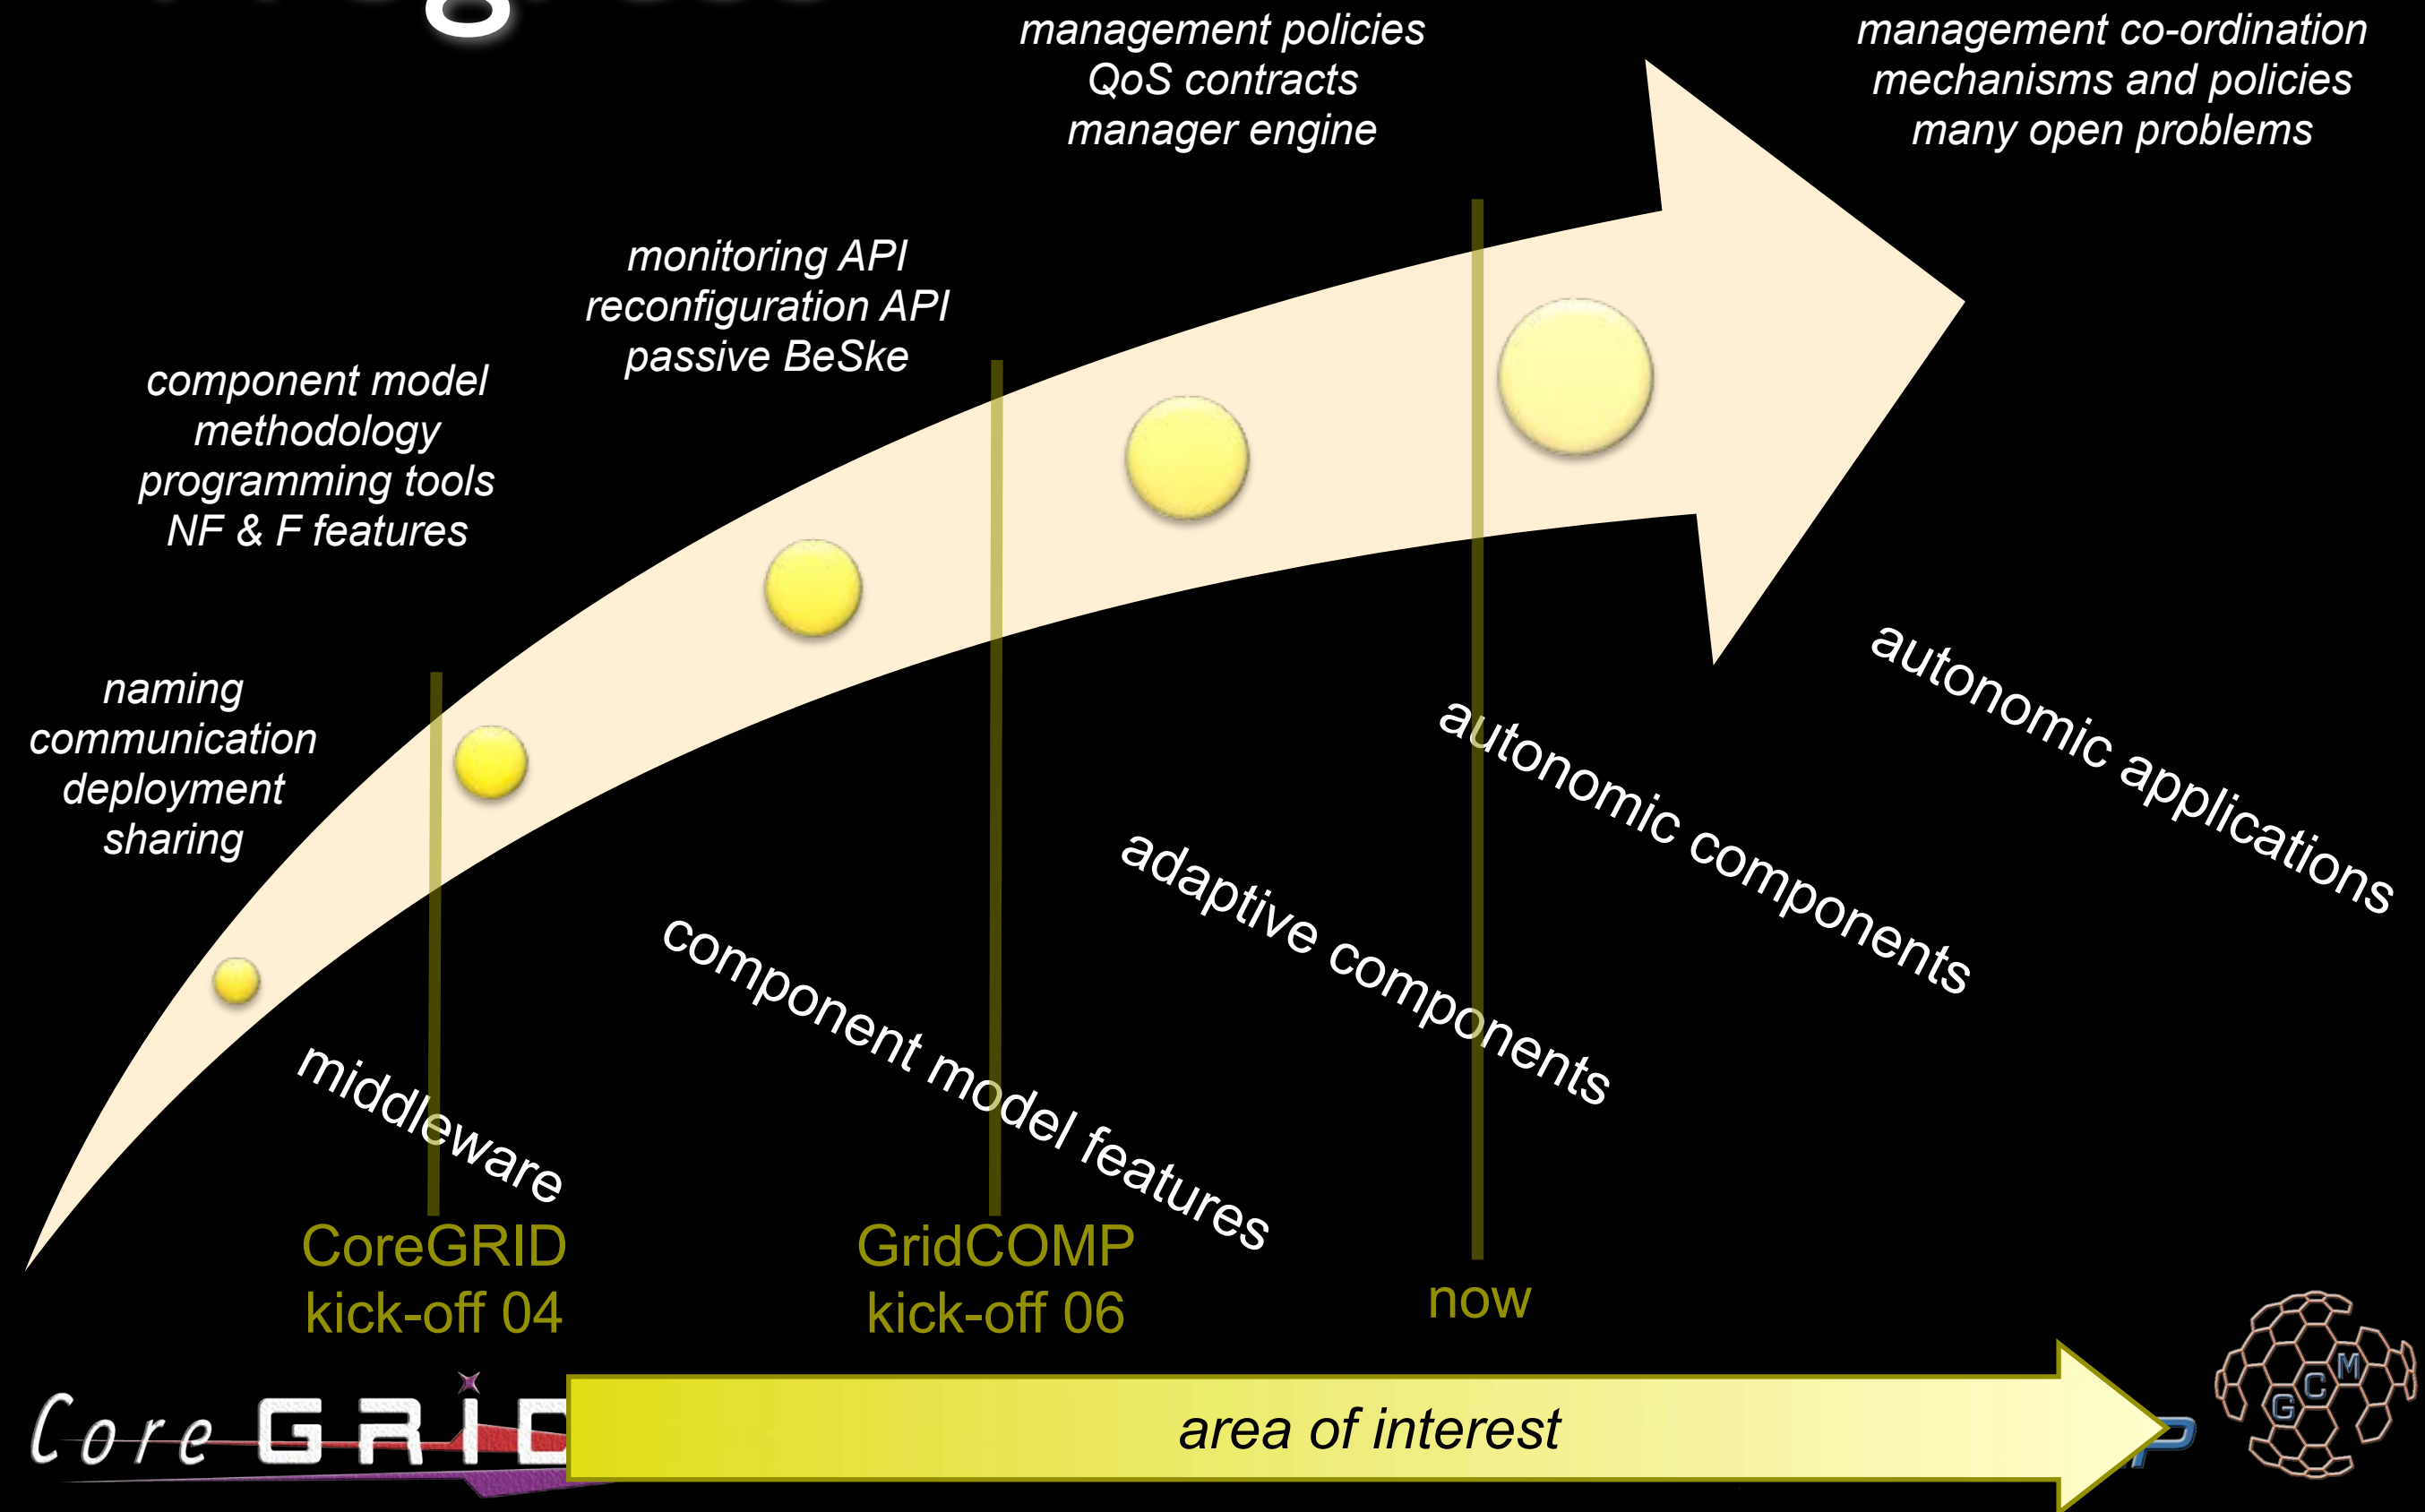 management policies
QoS contracts
manager engine
management co-ordination
mechanisms and policies
many open problems
monitoring API
reconfiguration API
passive BeSke
component model
methodology
programming tools
NF & F features
naming
communication
deployment
sharing
middleware
component model features
adaptive components
autonomic components
autonomic applications
CoreGRID
kick-off 04
GridCOMP
kick-off 06
now
area of interest
Core GRID
GCM